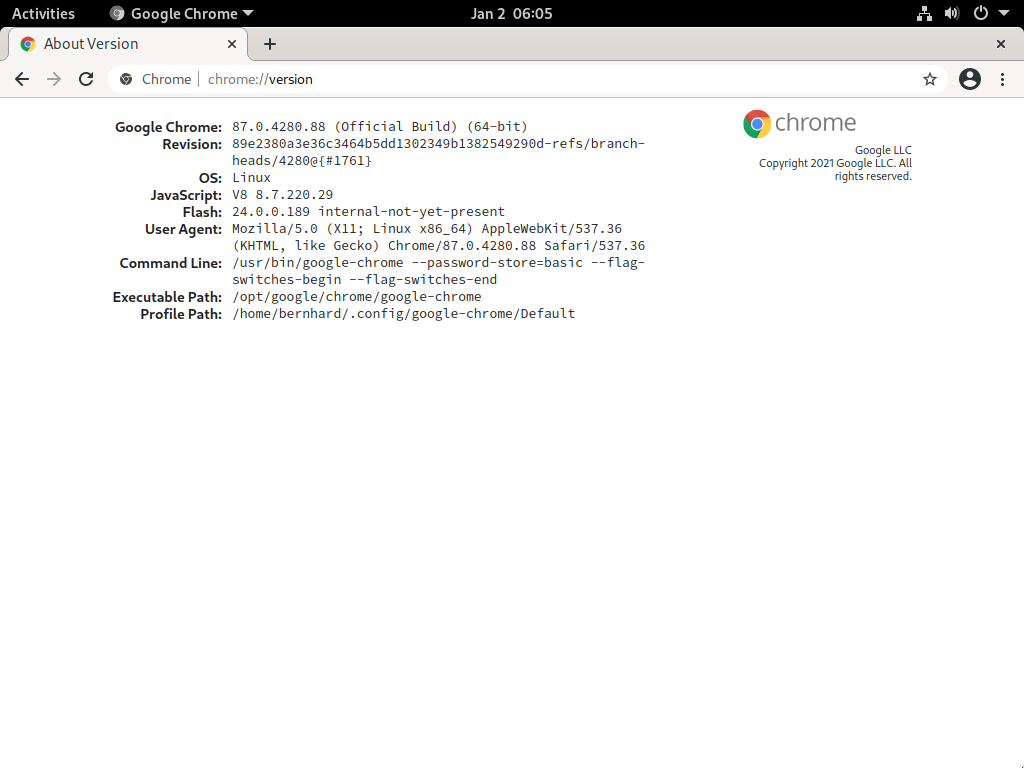 Activities Google Chrome Jan 2 06:05
About Version
Chrome chrome://version
chrome
Google LLC
Copyright 2021 Google LLC. All
rights reserved.
Google Chrome: 87.0.4280.88 (Official Build) (64-bit)
Revision: 89e2380a3e36c3464b5dd1302349b1382549290d-refs/branch-
heads/4280@{#1761}
OS: Linux
JavaScript: V8 8.7.220.29
Flash: 24.0.0.189 internal-not-yet-present
User Agent: Mozilla/5.0 (X11; Linux x86_64) AppleWebKit/537.36
(KHTML, like Gecko) Chrome/87.0.4280.88 Safari/537.36
Command Line: /usr/bin/google-chrome --password-store=basic --flag-
switches-begin --flag-switches-end
Executable Path: /opt/google/chrome/google-chrome
Profile Path: /home/bernhard/.config/google-chrome/Default